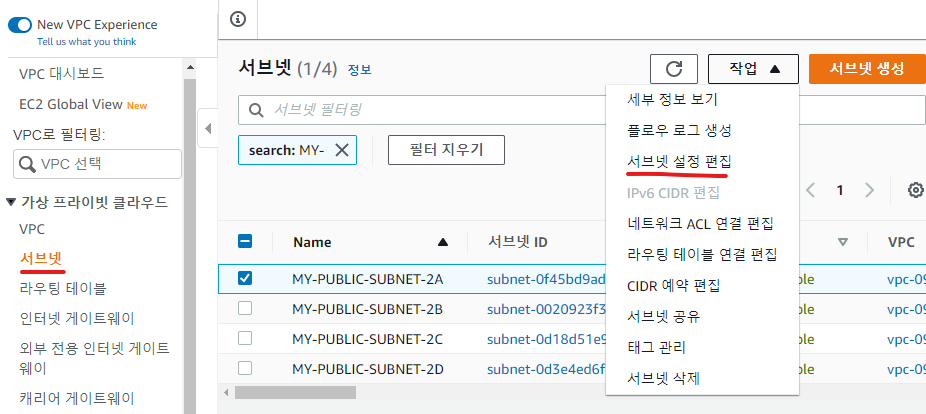 New VPC Experience
Tell us what you think
VPC 대시보드
EC2 Global View New
VPC로 필터링:
VPC 선택
가상 프라이빗 클라우드
VPC
서브넷
라우팅 테이블
인터넷 게이트웨이
외부 전용 인터넷 게이트
웨이
캐리어 게이트웨이
서브넷 (1/4) 정보
작업
서브넷 생성
서브넷 필터링
search: MY-
필터 지우기
1
세부 정보 보기
플로우 로그 생성
서브넷 설정 편집
IPv6 CIDR 편집
네트워크 ACL 연결 편집
라우팅 테이블 연결 편집
CIDR 예약 편집
서브넷 공유
태그 관리
서브넷 삭제
Name 서브넷 ID VPC
MY-PUBLIC-SUBNET-2A subnet-0f45bd9ad ble vpc-09
MY-PUBLIC-SUBNET-2B subnet-0020923f3 ble vpc-09
MY-PUBLIC-SUBNET-2C subnet-0d18d51e9 ble vpc-09
MY-PUBLIC-SUBNET-2D subnet-0d3e4ed6f ble vpc-09